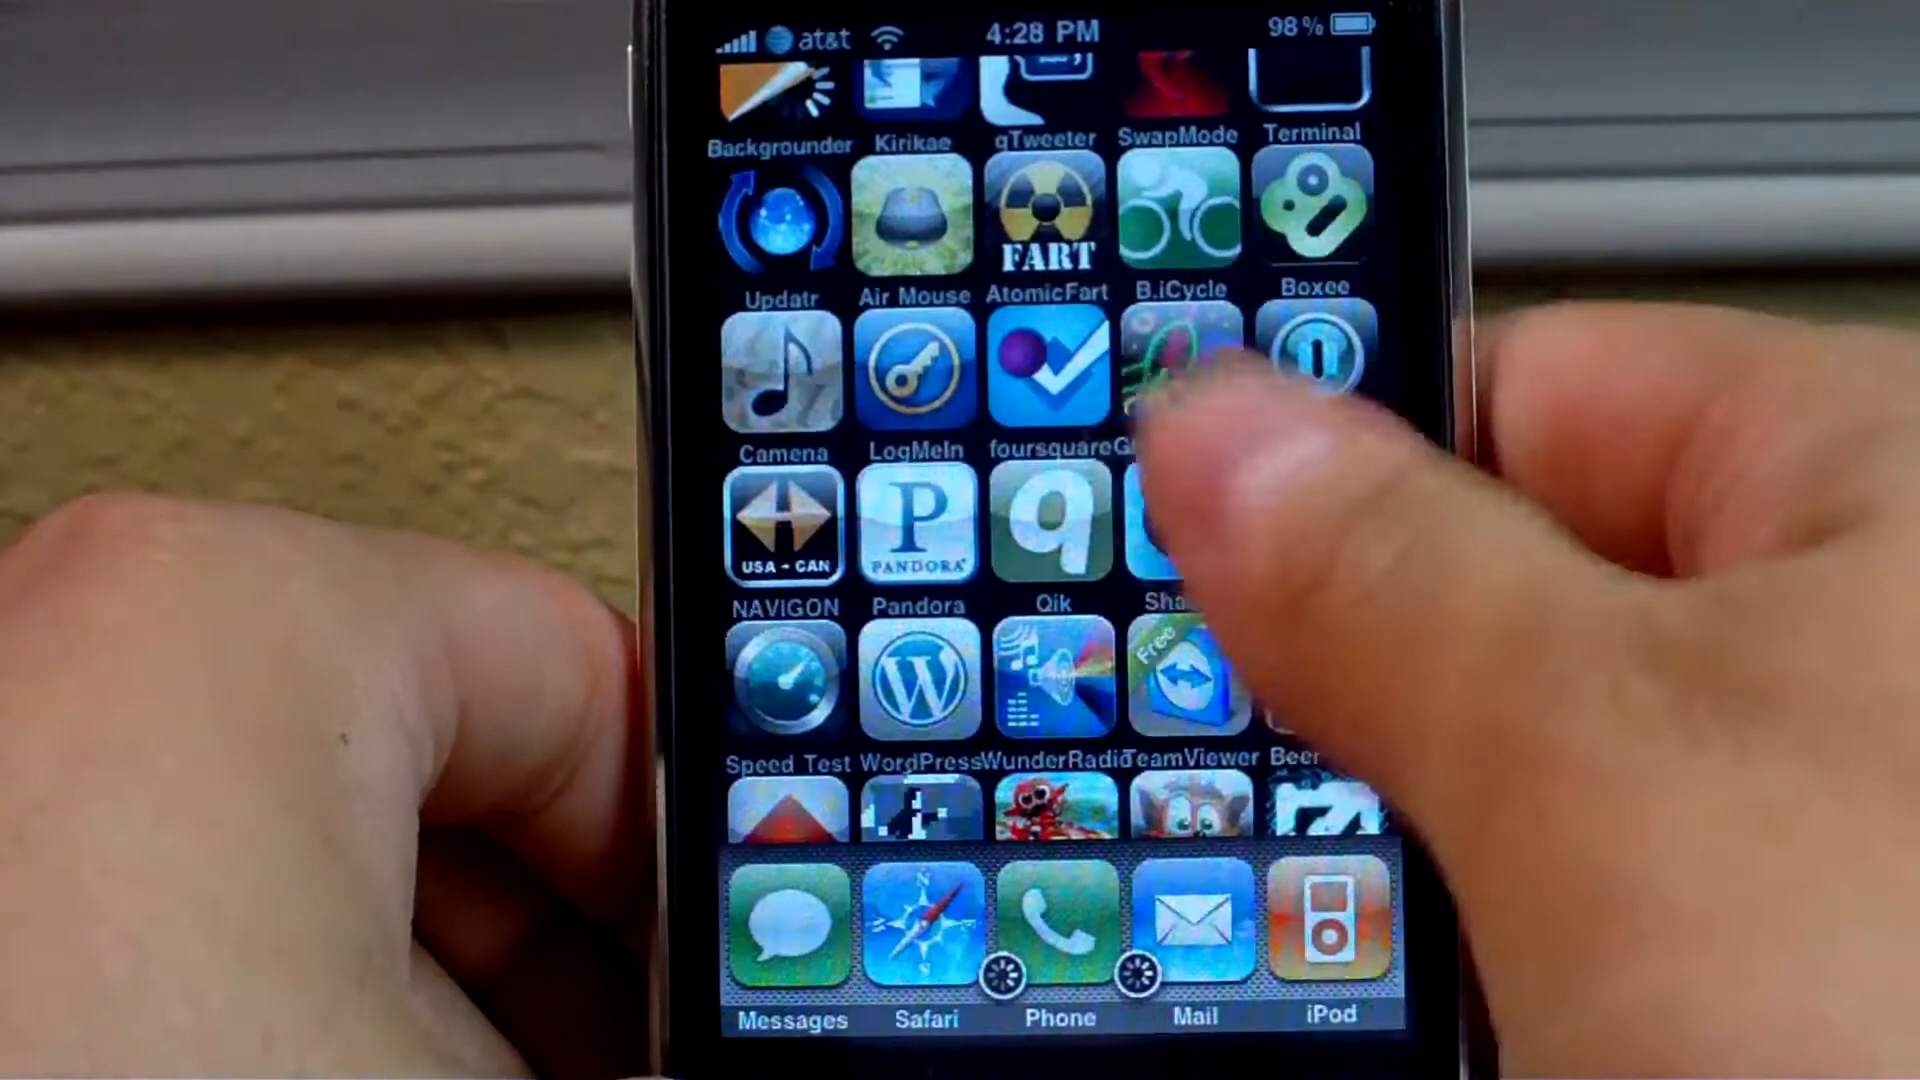 at&t 4:28 PM 98%
Backgrounder Kirikae qTweeter SwapMode Terminal
FART
Updatr Air Mouse AtomicFart B.iCycle Boxee
Camena LogMeIn foursquare
USA - CAN P PANDORA q
NAVIGON Pandora Qik
W Free
Speed Test WordPress WunderRadio TeamViewer Beer
N
S
Messages Safari Phone Mail iPod